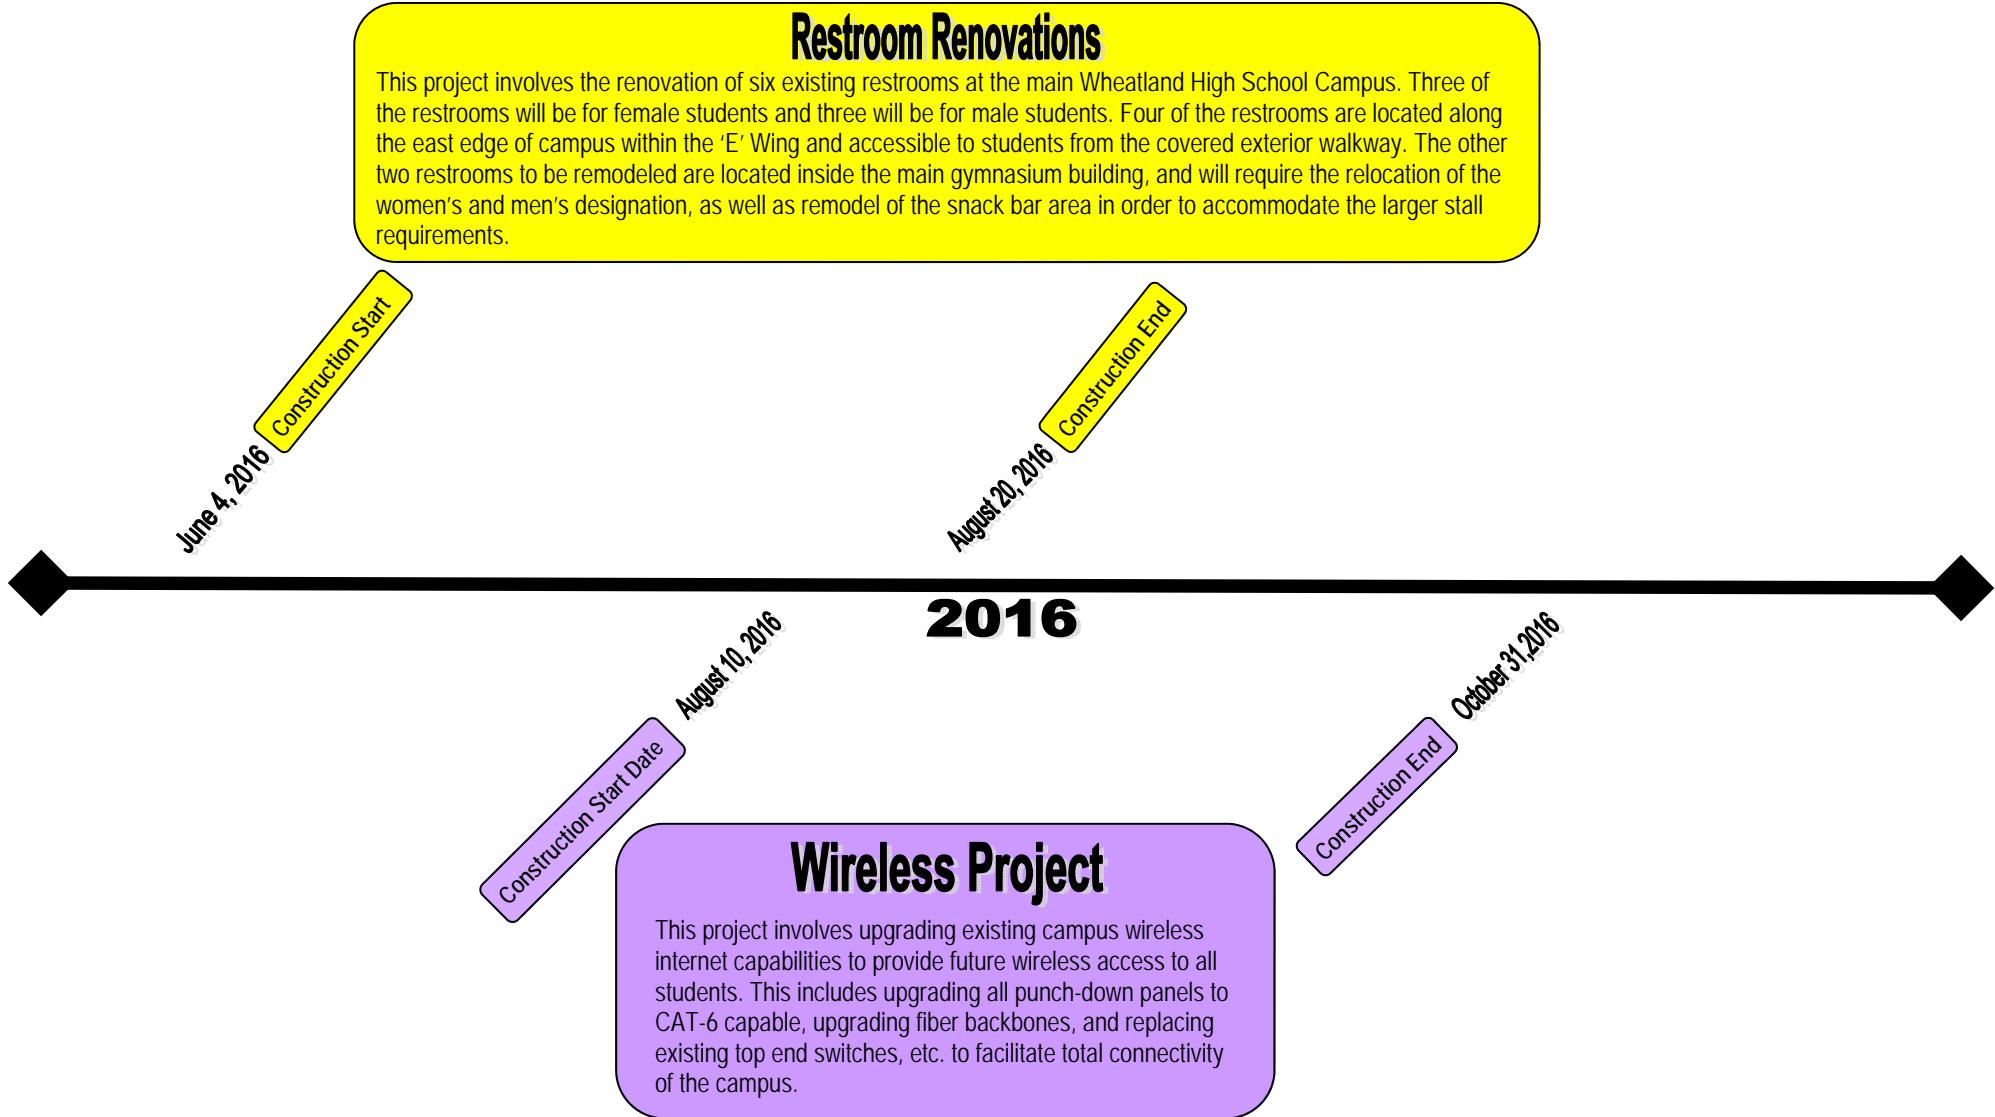 Restroom Renovations
This project involves the renovation of six existing restrooms at the main Wheatland High School Campus. Three of
the restrooms will be for female students and three will be for male students. Four of the restrooms are located along
the east edge of campus within the ‘E’ Wing and accessible to students from the covered exterior walkway. The other
two restrooms to be remodeled are located inside the main gymnasium building, and will require the relocation of the
women’s and men’s designation, as well as remodel of the snack bar area in order to accommodate the larger stall
requirements.
Construction Start
June 4, 2016
Construction End
August 20, 2016
2016
August 10, 2016
Construction Start Date
October 31,2016
Construction End
Wireless Project
This project involves upgrading existing campus wireless
internet capabilities to provide future wireless access to all
students. This includes upgrading all punch-down panels to
CAT-6 capable, upgrading fiber backbones, and replacing
existing top end switches, etc. to facilitate total connectivity
of the campus.